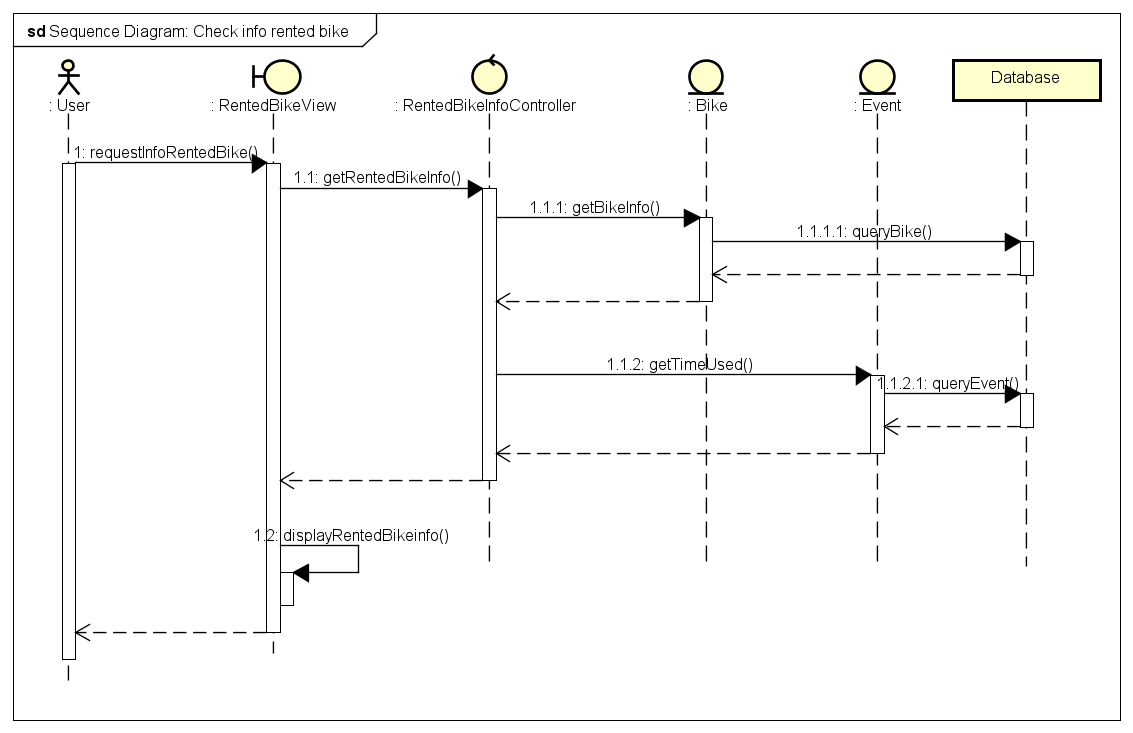 sd Sequence Diagram: Check info rented bike
: User
: RentedBikeView
: RentedBikeInfoController
: Bike
: Event
Database
1: requestInfoRentedBike()
1.1: getRentedBikeInfo()
1.1.1: getBikeInfo()
1.1.1.1: queryBike()
1.1.2: getTimeUsed()
1.1.2.1: queryEvent()
1.2: displayRentedBikeinfo()